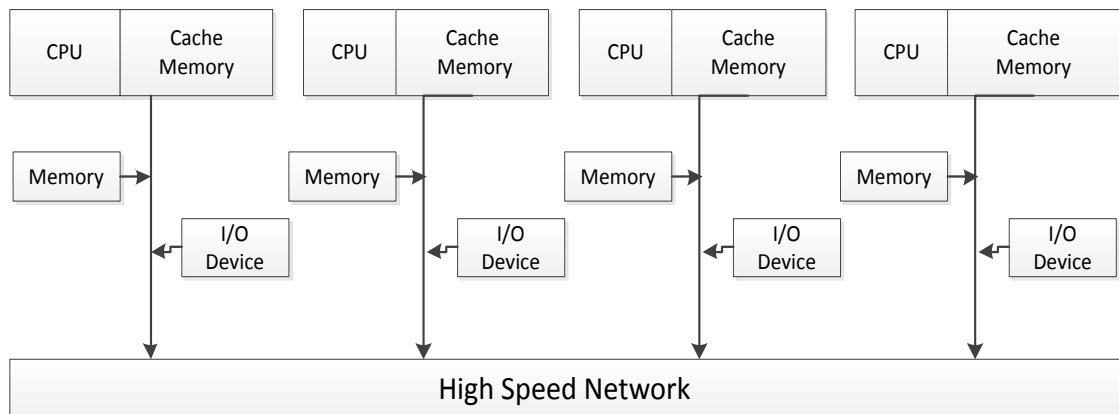 CPU
Cache
Memory
CPU
Cache
Memory
CPU
Cache
Memory
CPU
Cache
Memory
Memory
Memory
Memory
Memory
I/O
Device
I/O
Device
I/O
Device
I/O
Device
High Speed Network